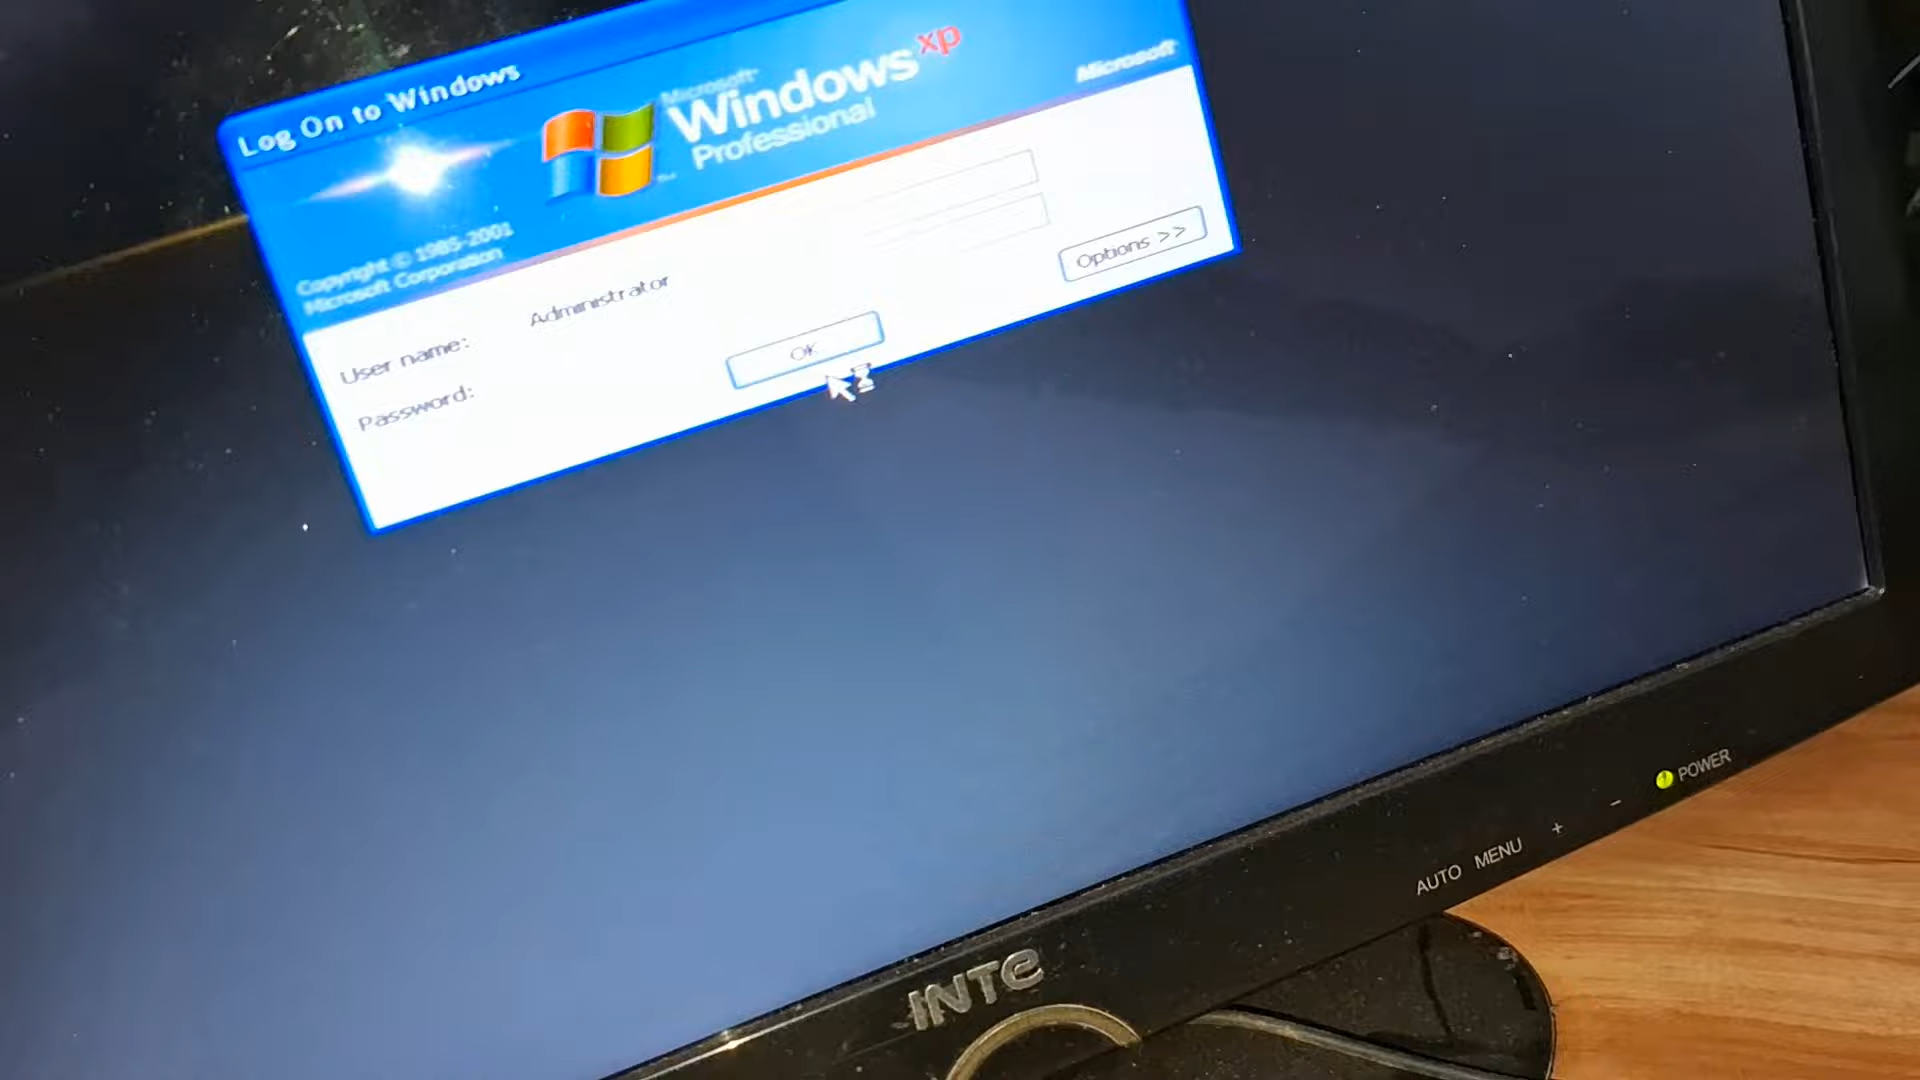 Log On to Windows
Microsoft®
Windows xp
Professional
Microsoft®
Copyright © 1985-2001
Microsoft Corporation
User name:
Administrator
Password:
OK
Options >>
POWER
AUTO MENU + −
INTE